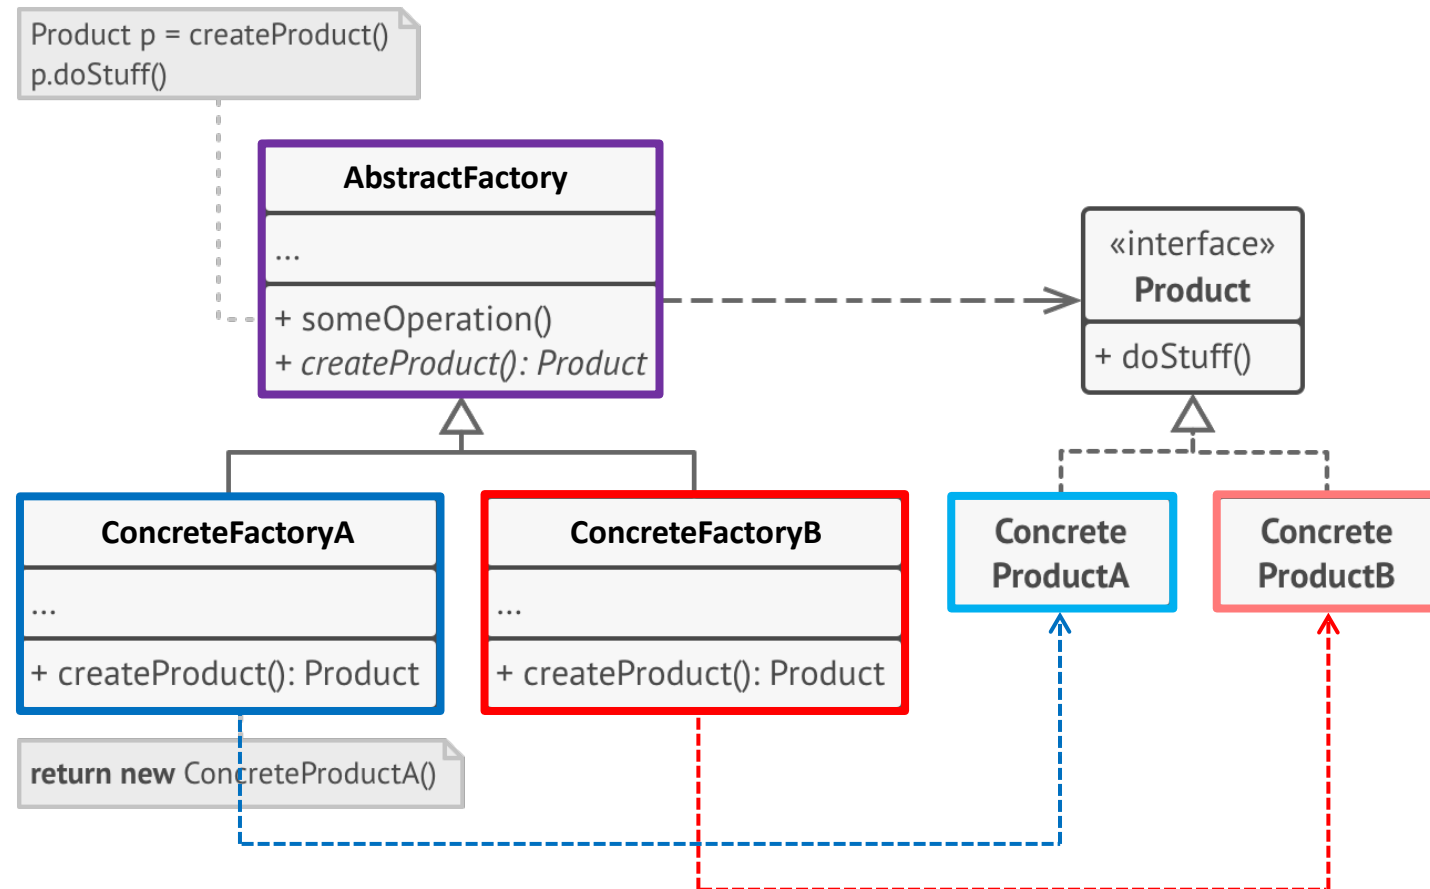 Product p = createProduct()
p.doStuff()
AbstractFactory
...
+ someOperation()
+ createProduct(): Product
«interface»
Product
+ doStuff()
ConcreteFactoryA
...
+ createProduct(): Product
ConcreteFactoryB
...
+ createProduct(): Product
Concrete
ProductA
Concrete
ProductB
return new ConcreteProductA()